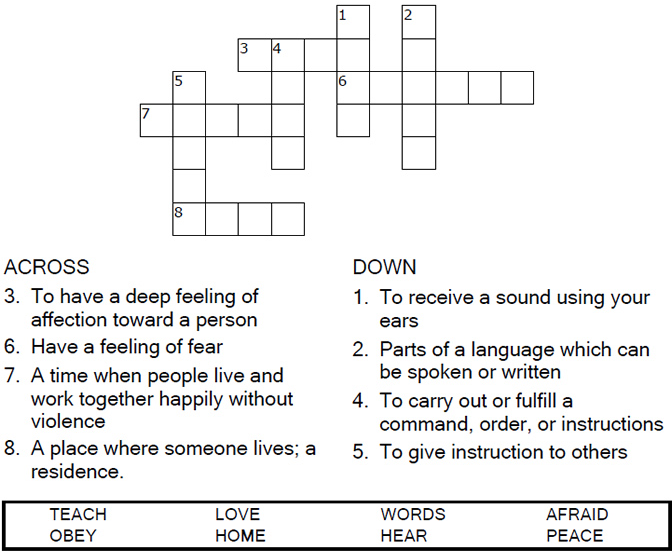 1 2
3 4
5 6
7
8
ACROSS
3. To have a deep feeling of
affection toward a person
6. Have a feeling of fear
7. A time when people live and
work together happily without
violence
8. A place where someone lives; a
residence.
DOWN
1. To receive a sound using your
ears
2. Parts of a language which can
be spoken or written
4. To carry out or fulfill a
command, order, or instructions
5. To give instruction to others
TEACH LOVE WORDS AFRAID
OBEY HOME HEAR PEACE